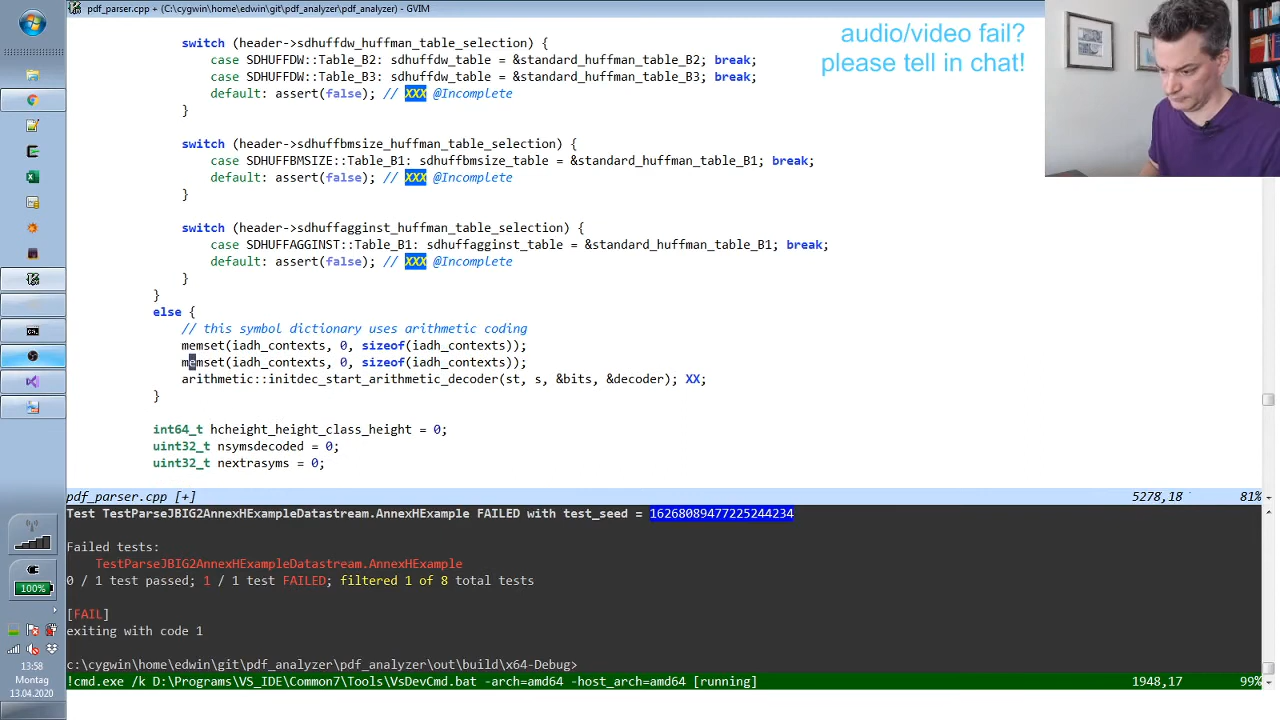 pdf_parser.cpp + (C:\cygwin\home\edwin\git\pdf_analyzer\pdf_analyzer) - GVIM
audio/video fail?
please tell in chat!
switch (header->sdhuffdw_huffman_table_selection) {
case SDHUFFDW::Table_B2: sdhuffdw_table = &standard_huffman_table_B2; break;
case SDHUFFDW::Table_B3: sdhuffdw_table = &standard_huffman_table_B3; break;
default: assert(false); // XXX @Incomplete
}
switch (header->sdhuffbmsize_huffman_table_selection) {
case SDHUFFBMSIZE::Table_B1: sdhuffbmsize_table = &standard_huffman_table_B1; break;
default: assert(false); // XXX @Incomplete
}
switch (header->sdhuffagginst_huffman_table_selection) {
case SDHUFFAGGINST::Table_B1: sdhuffagginst_table = &standard_huffman_table_B1; break;
default: assert(false); // XXX @Incomplete
}
}
else {
// this symbol dictionary uses arithmetic coding
memset(iadh_contexts, 0, sizeof(iadh_contexts));
memset(iadh_contexts, 0, sizeof(iadh_contexts));
arithmetic::initdec_start_arithmetic_decoder(st, s, &bits, &decoder); XX;
}
int64_t hcheight_height_class_height = 0;
uint32_t nsymsdecoded = 0;
uint32_t nextrasyms = 0;
pdf_parser.cpp [+] 5278,18 81%
Test TestParseJBIG2AnnexHExampleDatastream.AnnexHExample FAILED with test_seed = 16268089477225244234
Failed tests:
TestParseJBIG2AnnexHExampleDatastream.AnnexHExample
0 / 1 test passed; 1 / 1 test FAILED; filtered 1 of 8 total tests
[FAIL]
exiting with code 1
c:\cygwin\home\edwin\git\pdf_analyzer\pdf_analyzer\out\build\x64-Debug>
!cmd.exe /k D:\Programs\VS_IDE\Common7\Tools\VsDevCmd.bat -arch=amd64 -host_arch=amd64 [running] 1948,17 99%
100%
13:58
Montag
13.04.2020